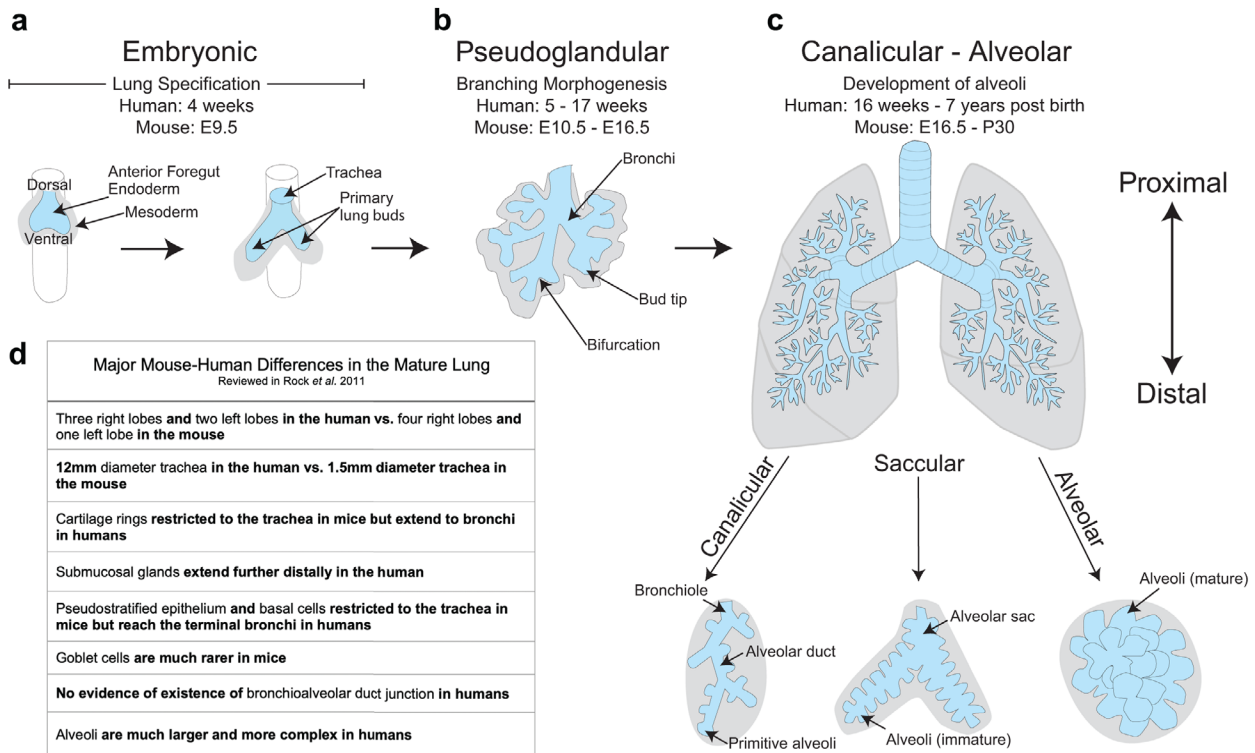 a
Embryonic
Lung Specification
Human: 4 weeks
Mouse: E9.5
Dorsal
Ventral
Anterior Foregut
Endoderm
Mesoderm
Trachea
Primary
lung buds
b
Pseudoglandular
Branching Morphogenesis
Human: 5 - 17 weeks
Mouse: E10.5 - E16.5
Bronchi
Bud tip
Bifurcation
c
Canalicular - Alveolar
Development of alveoli
Human: 16 weeks - 7 years post birth
Mouse: E16.5 - P30
Proximal
Distal
Canalicular
Saccular
Alveolar
Bronchiole
Alveolar duct
Primitive alveoli
Alveolar sac
Alveoli (immature)
Alveoli (mature)
d
Major Mouse-Human Differences in the Mature Lung
Reviewed in Rock et al. 2011
Three right lobes and two left lobes in the human vs. four right lobes and
one left lobe in the mouse
12mm diameter trachea in the human vs. 1.5mm diameter trachea in
the mouse
Cartilage rings restricted to the trachea in mice but extend to bronchi
in humans
Submucosal glands extend further distally in the human
Pseudostratified epithelium and basal cells restricted to the trachea in
mice but reach the terminal bronchi in humans
Goblet cells are much rarer in mice
No evidence of existence of bronchioalveolar duct junction in humans
Alveoli are much larger and more complex in humans